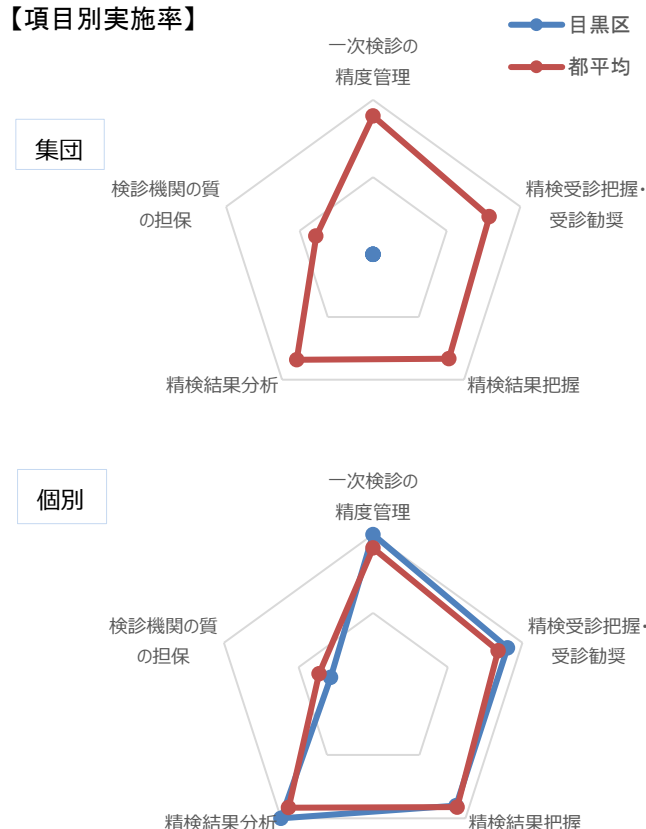 【項目別実施率】
目黒区
都平均
集団
一次検診の
精度管理
精検受診把握・
受診勧奨
精検結果把握
精検結果分析
検診機関の質
の担保
個別
一次検診の
精度管理
精検受診把握・
受診勧奨
精検結果把握
精検結果分析
検診機関の質
の担保